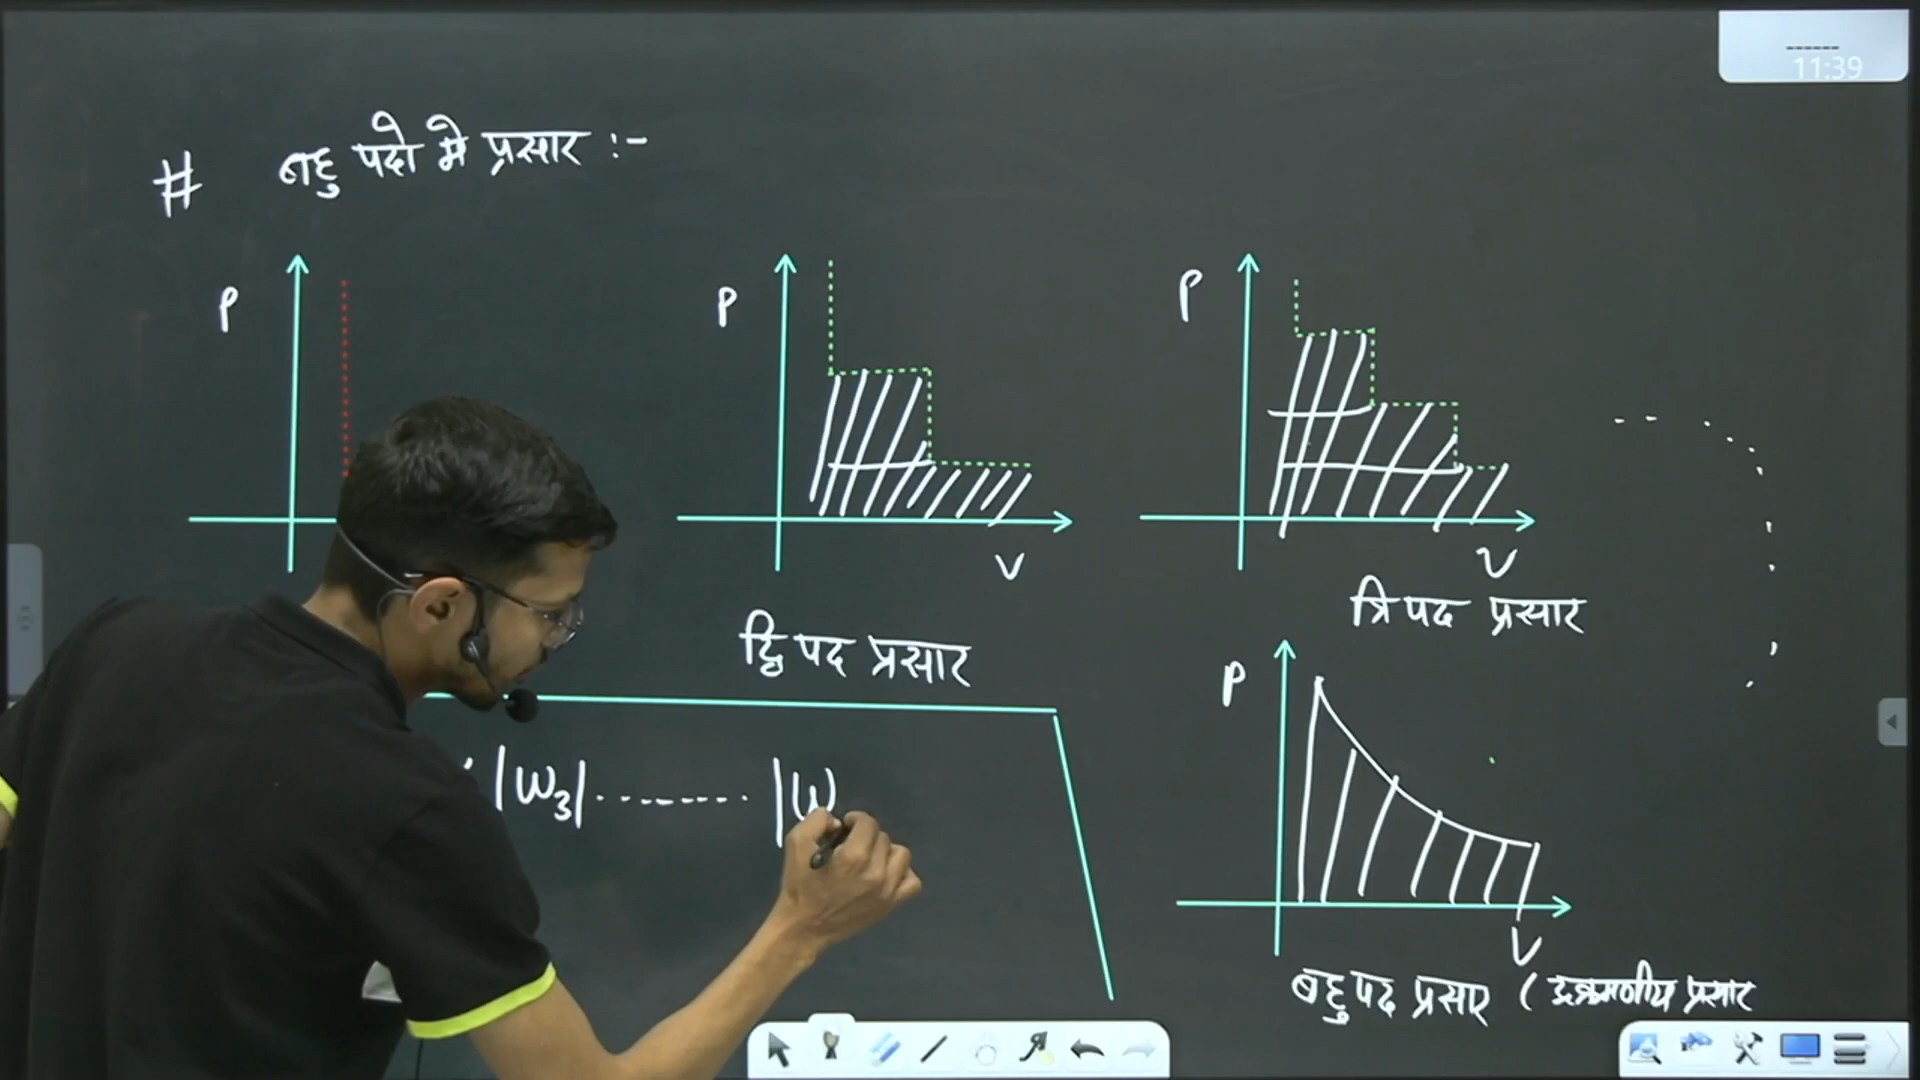 11:39
# बहु पदो मे प्रसार :-
P
P
V
द्विपद प्रसार
P
V
त्रिपद प्रसार
|W₃| ........ |W
P
V
बहुपद प्रसार (उत्क्रमणीय प्रसार